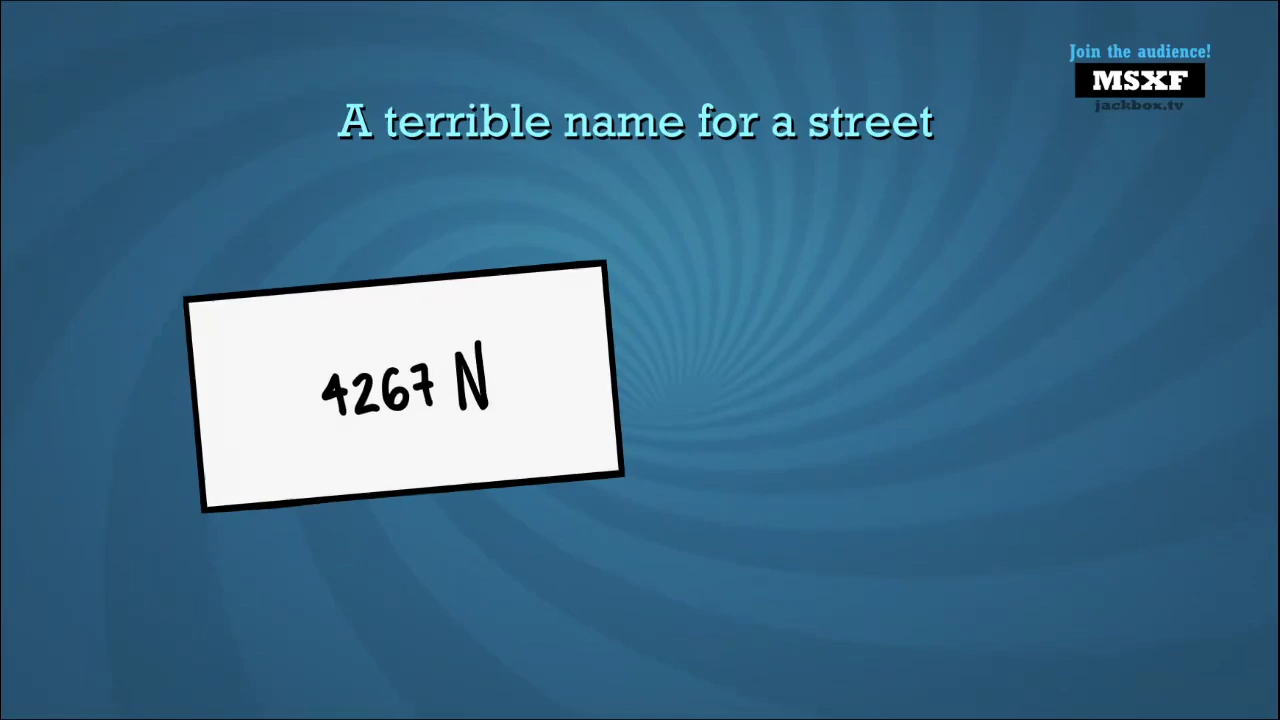 Join the audience!
MSXF
jackbox.tv
A terrible name for a street
4267 N